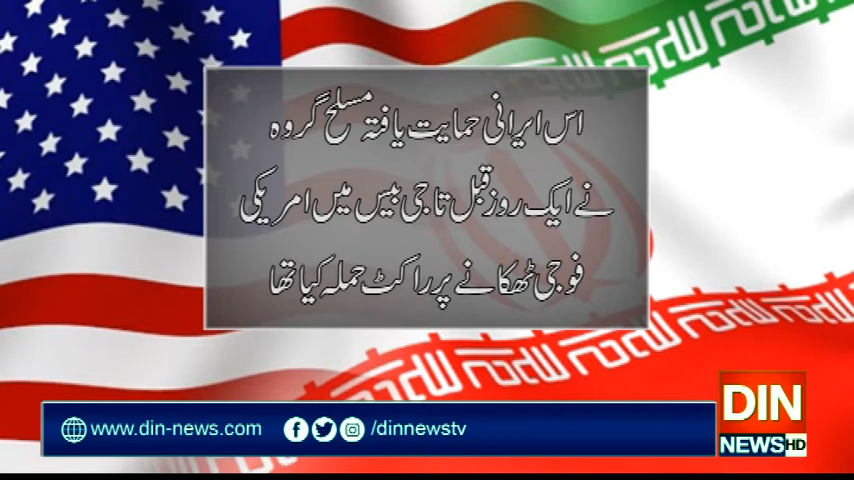 اس ایرانی حمایت یافتہ مسلح گروہ
نے ایک روز قبل تاجی بیس میں امریکی
فوجی ٹھکانے پر راکٹ حملہ کیا تھا
www.din-news.com /dinnewstv
DIN
NEWS HD